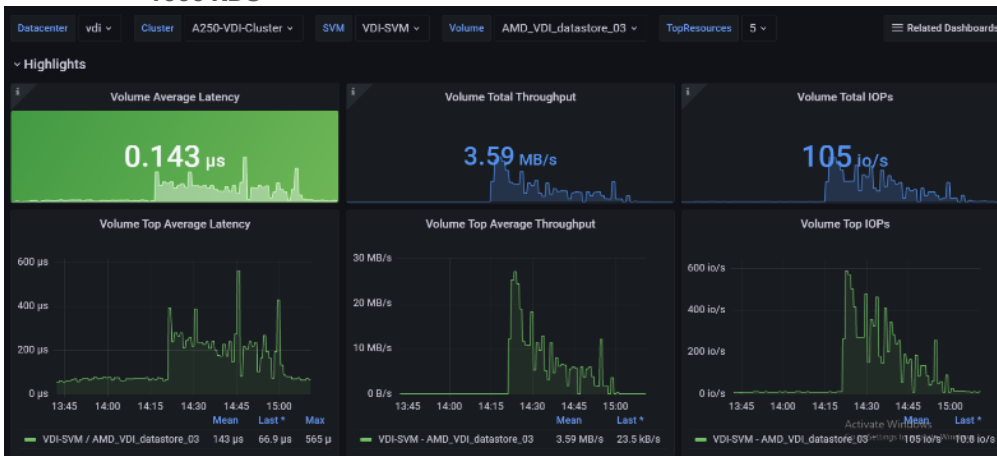 Datacenter vdi Cluster A250-VDI-Cluster SVM VDI-SVM Volume AMD_VDI_datastore_03 TopResources 5 Related Dashboards
Highlights
i Volume Average Latency i Volume Total Throughput i Volume Total IOPs
0.143 µs 3.59 MB/s 105 io/s
Volume Top Average Latency Volume Top Average Throughput Volume Top IOPs
600 µs
400 µs
200 µs
0 µs
13:45 14:00 14:15 14:30 14:45 15:00
Mean Last * Max
VDI-SVM / AMD_VDI_datastore_03 143 µs 66.9 µs 565 µ
30 MB/s
20 MB/s
10 MB/s
0 B/s
13:45 14:00 14:15 14:30 14:45 15:00
Mean Last *
VDI-SVM - AMD_VDI_datastore_03 3.59 MB/s 23.5 kB/s
600 io/s
400 io/s
200 io/s
0 io/s
13:45 14:00 14:15 14:30 14:45 15:00
Mean Last *
Activate Windows
VDI-SVM - AMD_VDI_datastore_03 105 io/s 10.8 io/s